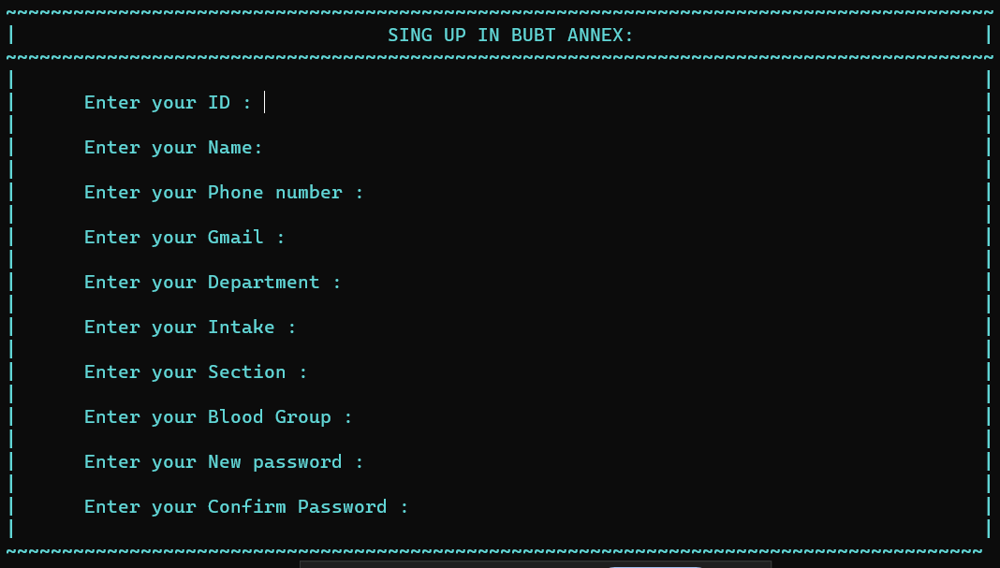 SING UP IN BUBT ANNEX:
Enter your ID :
Enter your Name:
Enter your Phone number :
Enter your Gmail :
Enter your Department :
Enter your Intake :
Enter your Section :
Enter your Blood Group :
Enter your New password :
Enter your Confirm Password :